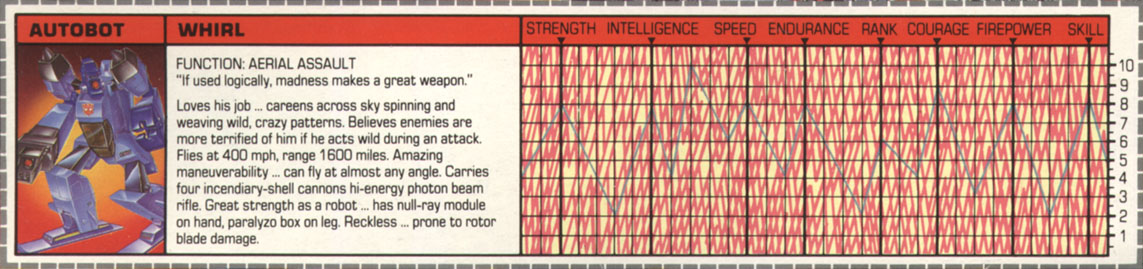 AUTOBOT
WHIRL
FUNCTION: AERIAL ASSAULT
"If used logically, madness makes a great weapon."
Loves his job ... careens across sky spinning and
weaving wild, crazy patterns. Believes enemies are
more terrified of him if he acts wild during an attack.
Flies at 400 mph, range 1600 miles. Amazing
maneuverability ... can fly at almost any angle. Carries
four incendiary-shell cannons hi-energy photon beam
rifle. Great strength as a robot ... has null-ray module
on hand, paralyzo box on leg. Reckless ... prone to rotor
blade damage.
STRENGTH INTELLIGENCE SPEED ENDURANCE RANK COURAGE FIREPOWER SKILL
10
9
8
7
6
5
4
3
2
1